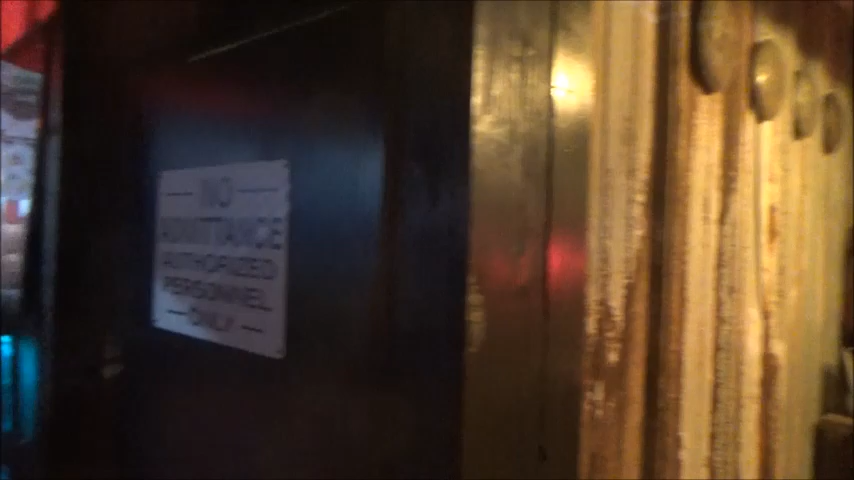 NO
ADMITTANCE
AUTHORIZED
PERSONNEL
ONLY